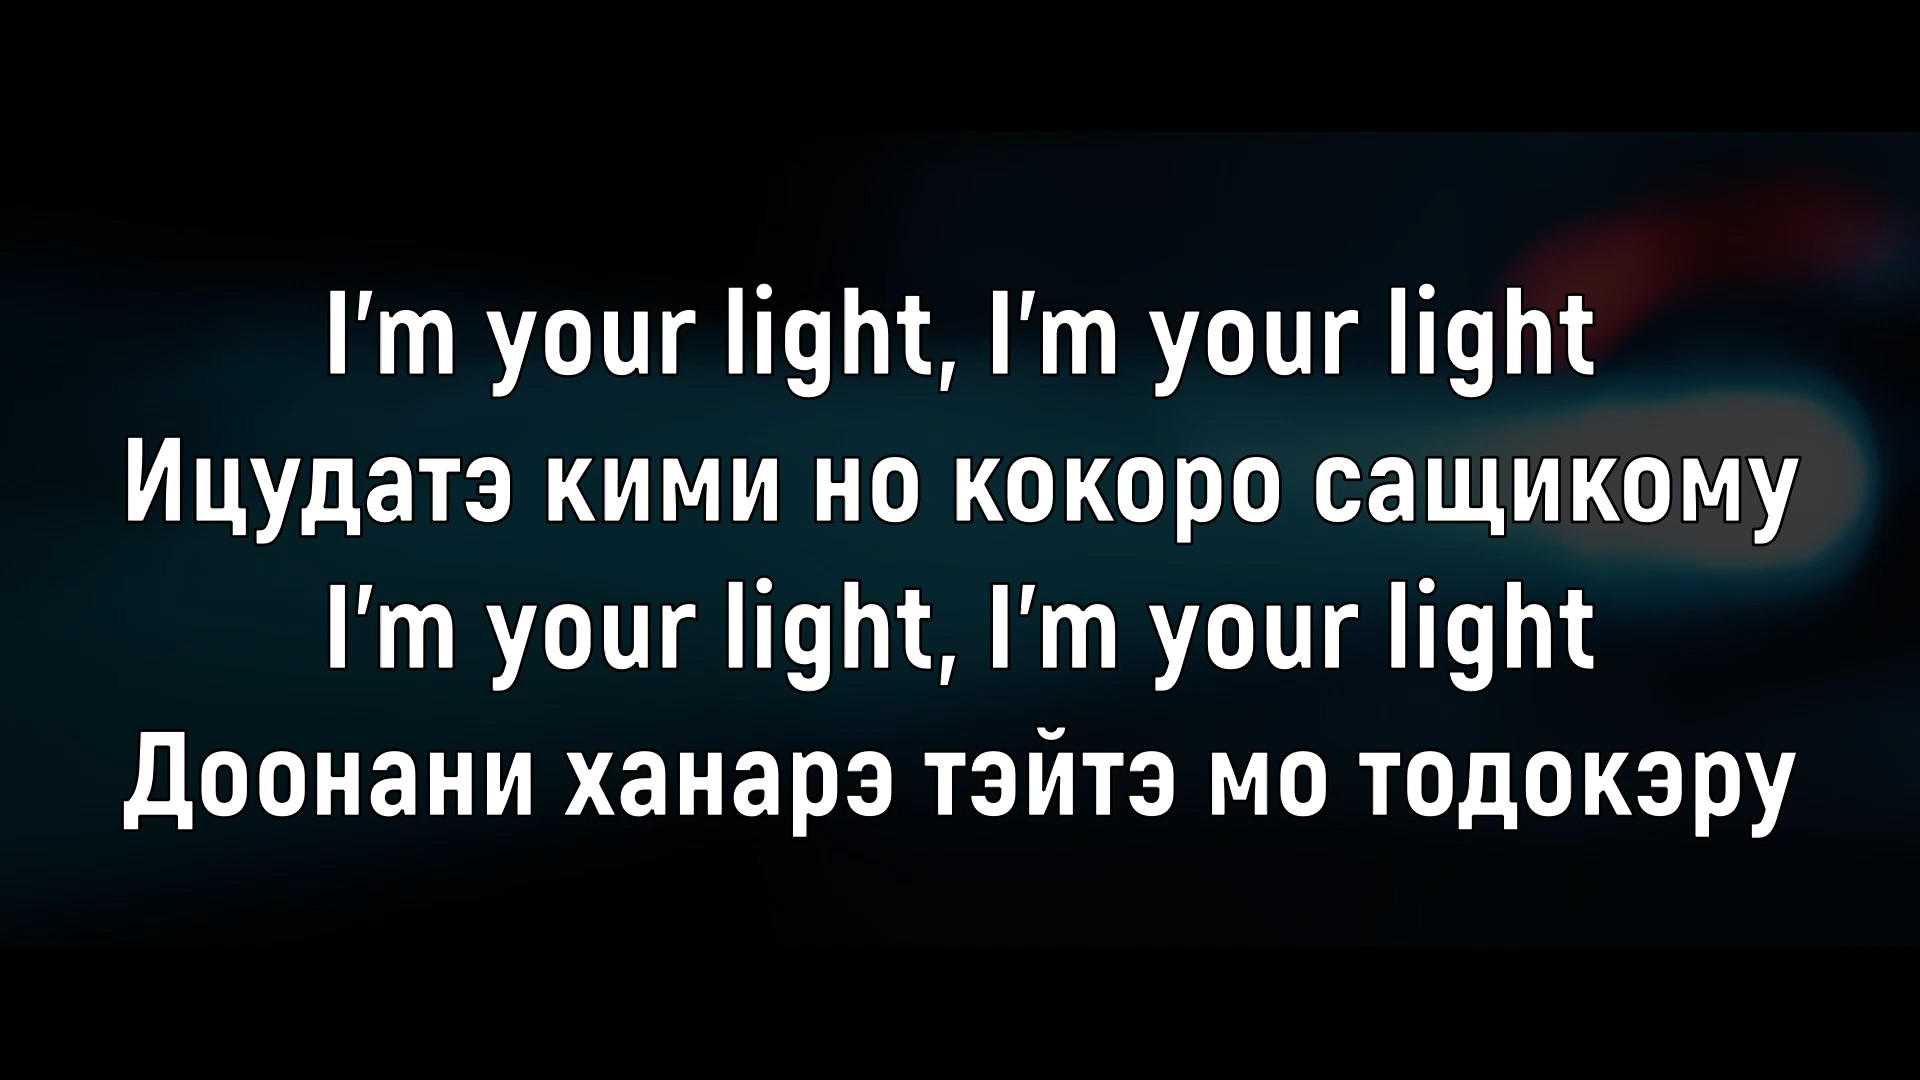 I'm your light, I'm your light
Ицудатэ кими но кокоро сащикому
I'm your light, I'm your light
Доонани ханарэ тэйтэ мо тодокэру